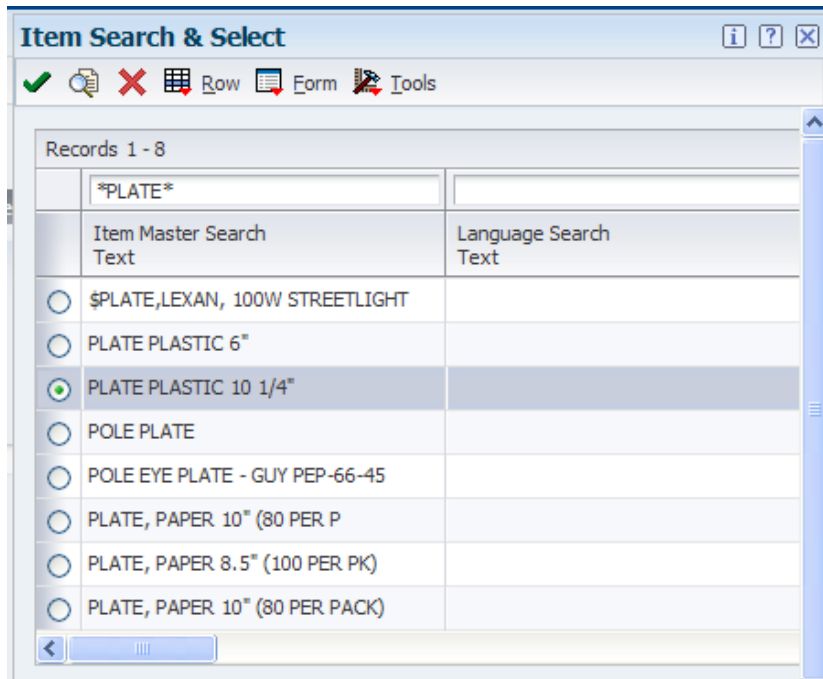 Item Search & Select
Row Form Tools
Records 1 - 8
*PLATE*
Item Master Search Text
Language Search Text
$PLATE,LEXAN, 100W STREETLIGHT
PLATE PLASTIC 6"
PLATE PLASTIC 10 1/4"
POLE PLATE
POLE EYE PLATE - GUY PEP-66-45
PLATE, PAPER 10" (80 PER P
PLATE, PAPER 8.5" (100 PER PK)
PLATE, PAPER 10" (80 PER PACK)